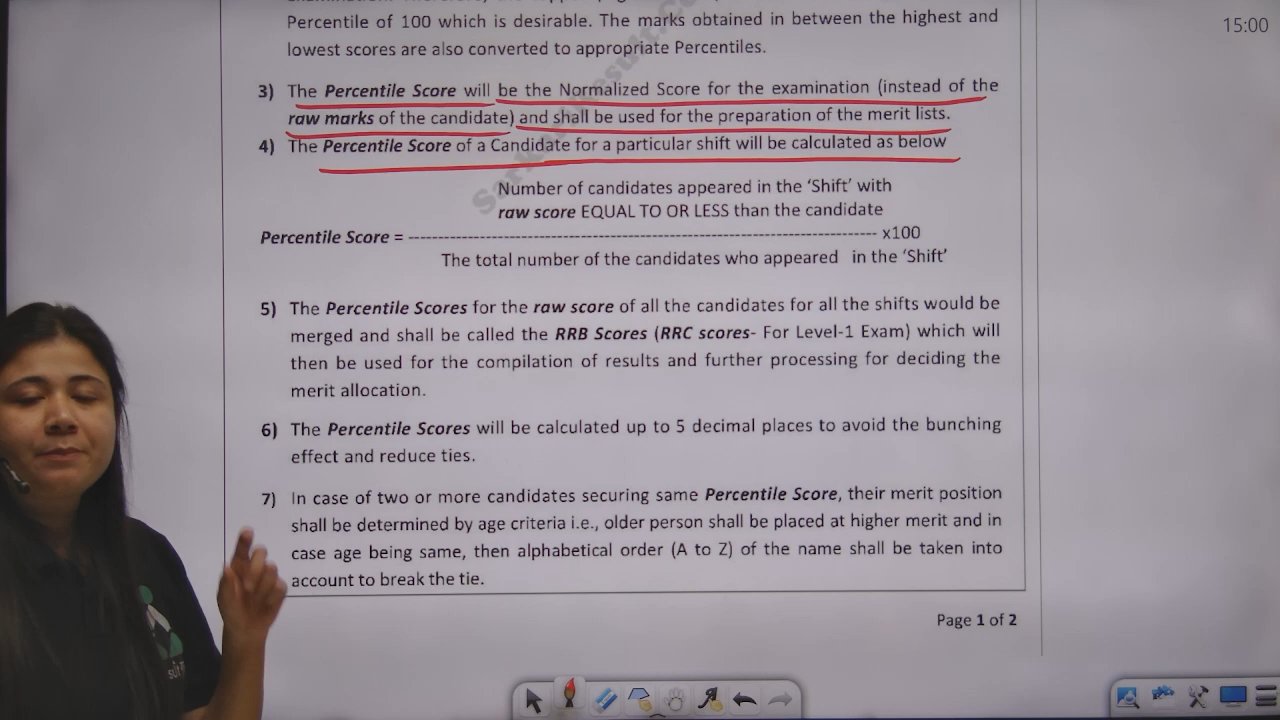 15:00
Percentile of 100 which is desirable. The marks obtained in between the highest and
lowest scores are also converted to appropriate Percentiles.
3) The Percentile Score will be the Normalized Score for the examination (instead of the
raw marks of the candidate) and shall be used for the preparation of the merit lists.
4) The Percentile Score of a Candidate for a particular shift will be calculated as below
Number of candidates appeared in the ‘Shift’ with
raw score EQUAL TO OR LESS than the candidate
Percentile Score = ------------------------------------------------------------------------------ x100
The total number of the candidates who appeared in the ‘Shift’
5) The Percentile Scores for the raw score of all the candidates for all the shifts would be
merged and shall be called the RRB Scores (RRC scores- For Level-1 Exam) which will
then be used for the compilation of results and further processing for deciding the
merit allocation.
6) The Percentile Scores will be calculated up to 5 decimal places to avoid the bunching
effect and reduce ties.
7) In case of two or more candidates securing same Percentile Score, their merit position
shall be determined by age criteria i.e., older person shall be placed at higher merit and in
case age being same, then alphabetical order (A to Z) of the name shall be taken into
account to break the tie.
Page 1 of 2